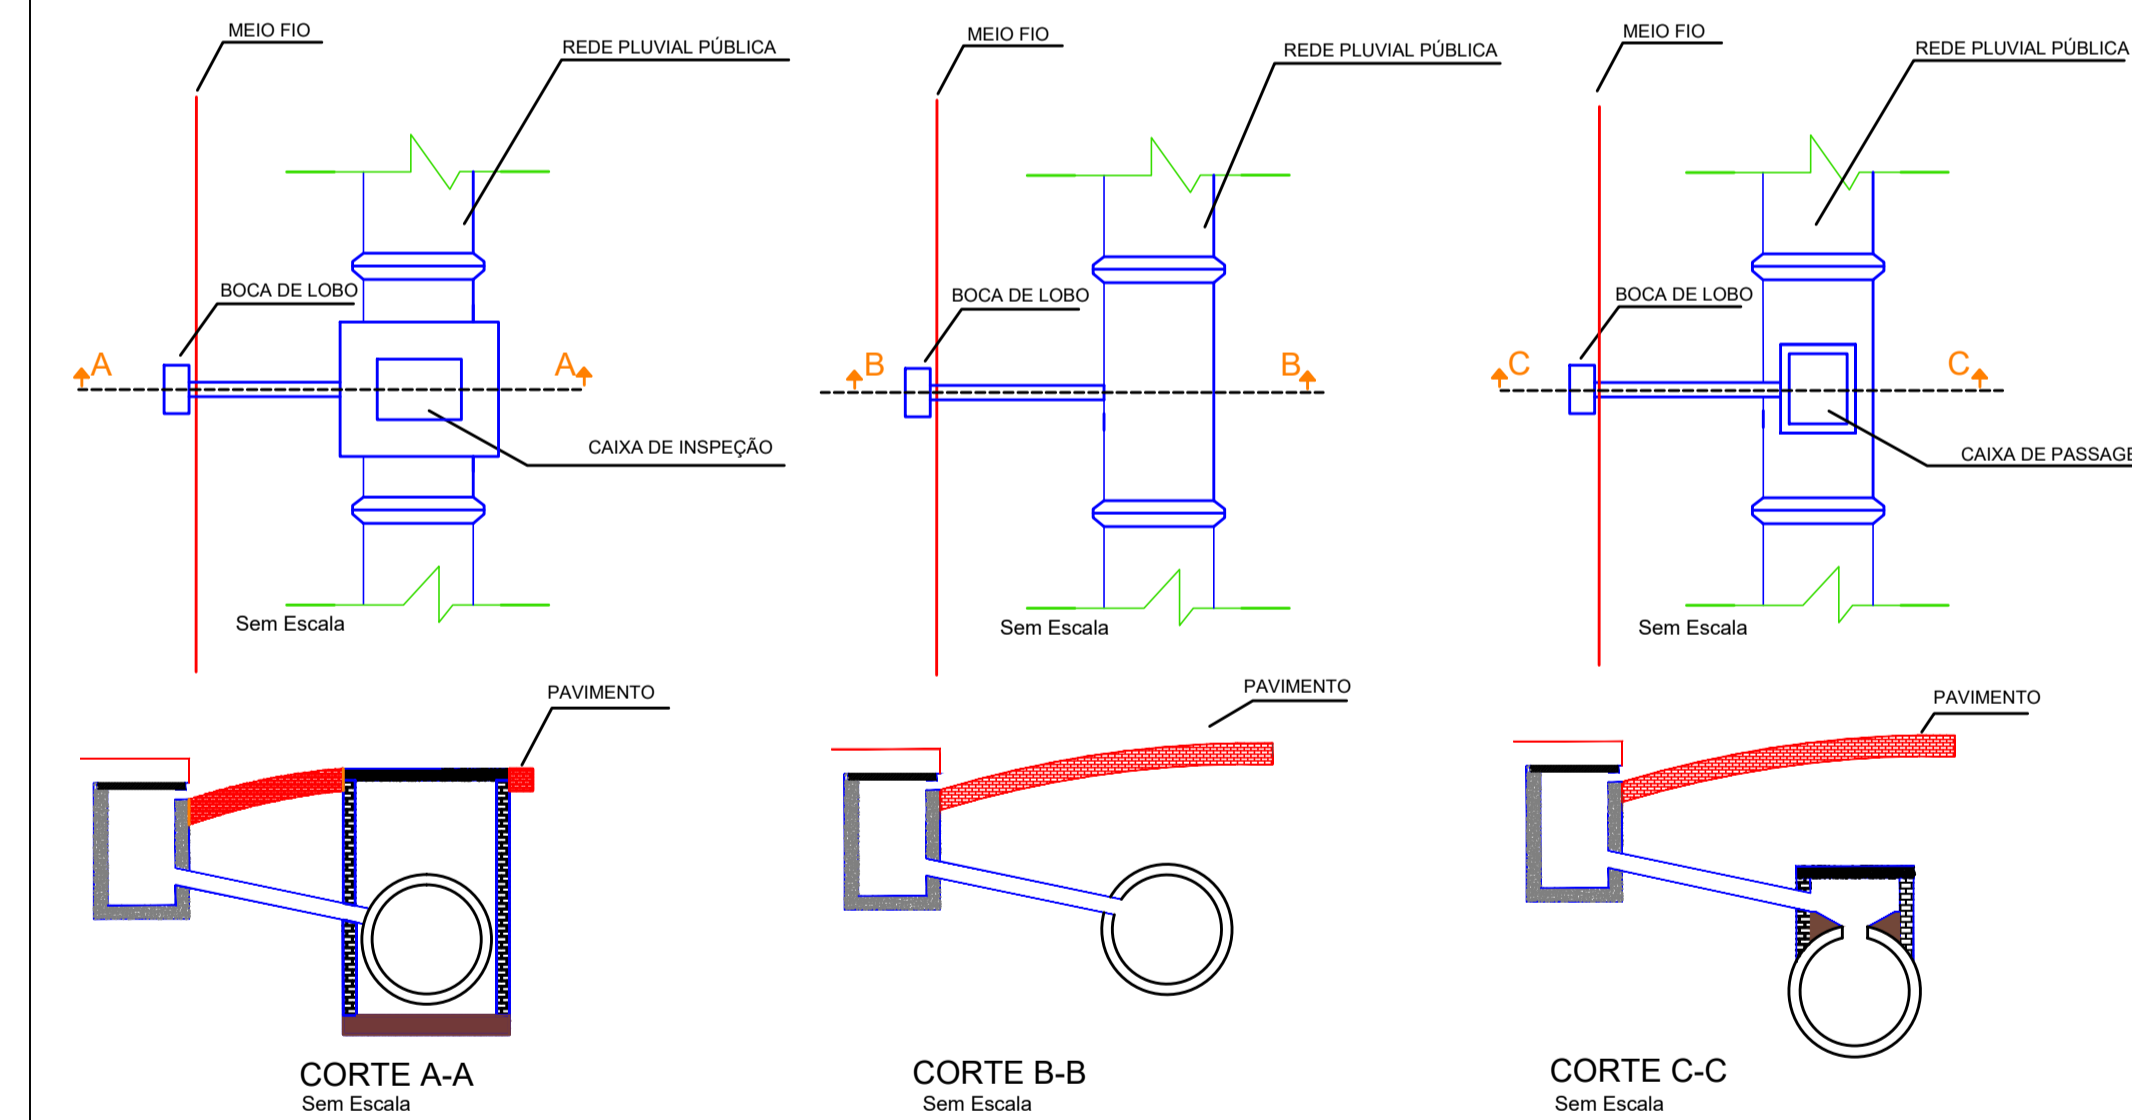 MEIO FIO
REDE PLUVIAL PÚBLICA
BOCA DE LOBO
A
A
CAIXA DE INSPEÇÃO
Sem Escala
MEIO FIO
REDE PLUVIAL PÚBLICA
BOCA DE LOBO
B
B
Sem Escala
MEIO FIO
REDE PLUVIAL PÚBLICA
BOCA DE LOBO
C
C
CAIXA DE PASSAGE
Sem Escala
PAVIMENTO
CORTE A-A
Sem Escala
PAVIMENTO
CORTE B-B
Sem Escala
PAVIMENTO
CORTE C-C
Sem Escala